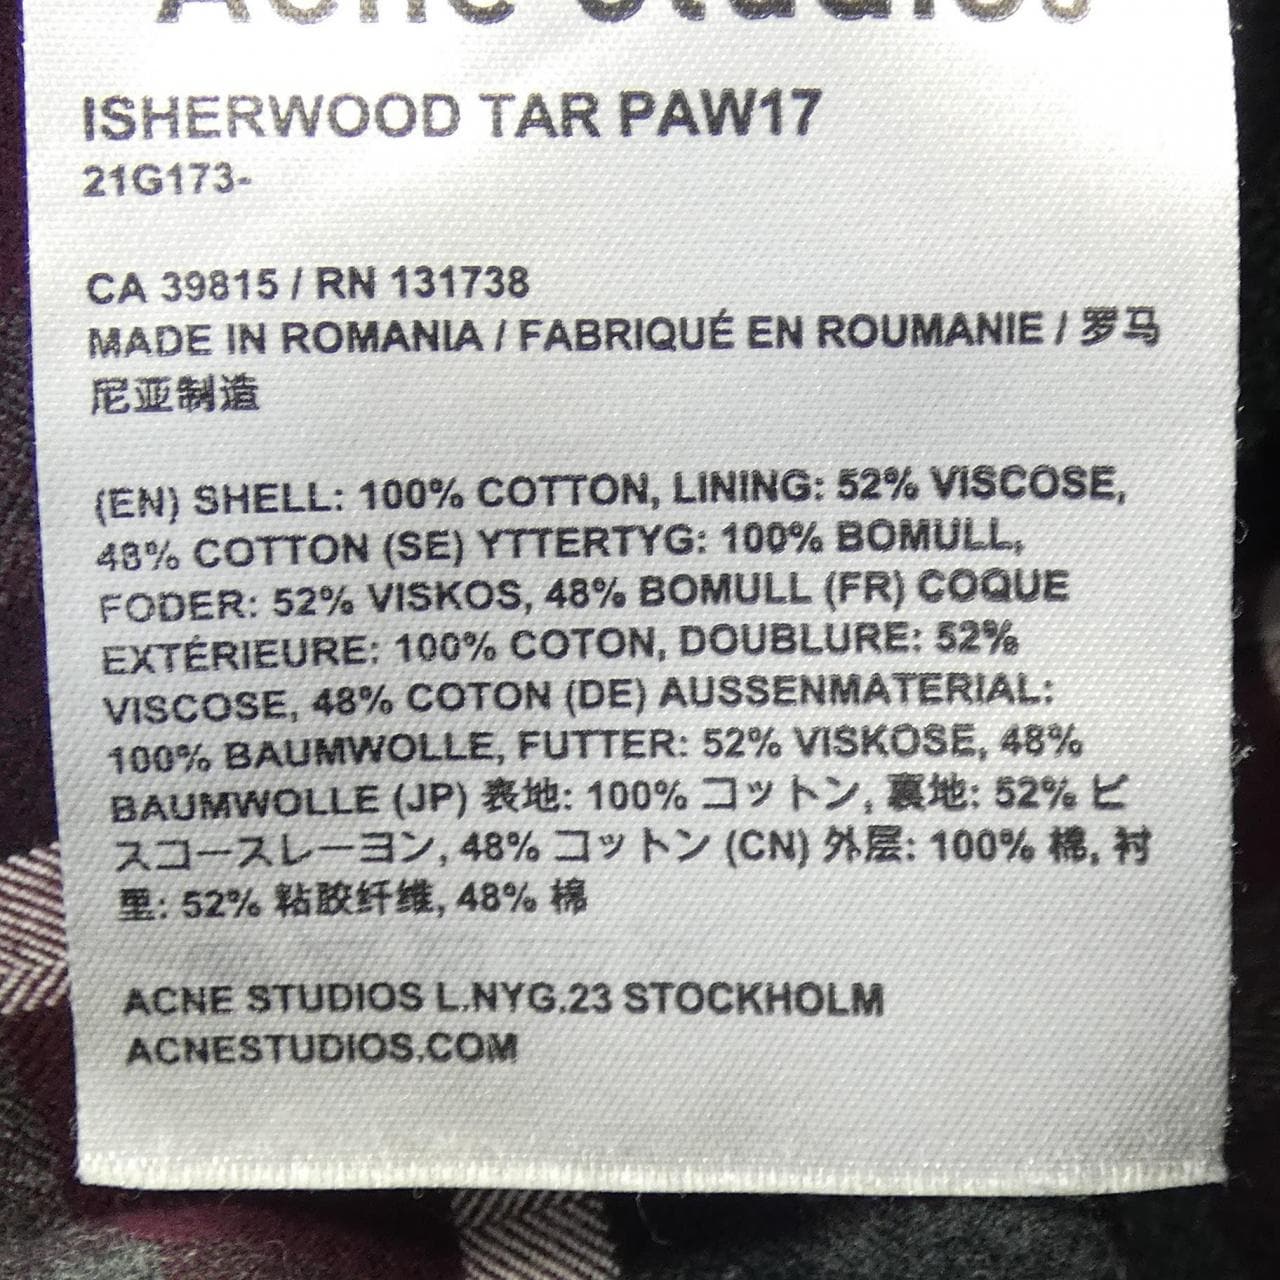 Acne Studios
ISHERWOOD TAR PAW17
21G173-
CA 39815 / RN 131738
MADE IN ROMANIA / FABRIQUÉ EN ROUMANIE / 罗马
尼亚制造
(EN) SHELL: 100% COTTON, LINING: 52% VISCOSE,
48% COTTON (SE) YTTERTYG: 100% BOMULL,
FODER: 52% VISKOS, 48% BOMULL (FR) COQUE
EXTÉRIEURE: 100% COTON, DOUBLURE: 52%
VISCOSE, 48% COTON (DE) AUSSENMATERIAL:
100% BAUMWOLLE, FUTTER: 52% VISKOSE, 48%
BAUMWOLLE (JP) 表地: 100% コットン, 裏地: 52% ビ
スコースレーヨン, 48% コットン (CN) 外层: 100% 棉, 衬
里: 52% 粘胶纤维, 48% 棉
ACNE STUDIOS L.NYG.23 STOCKHOLM
ACNESTUDIOS.COM